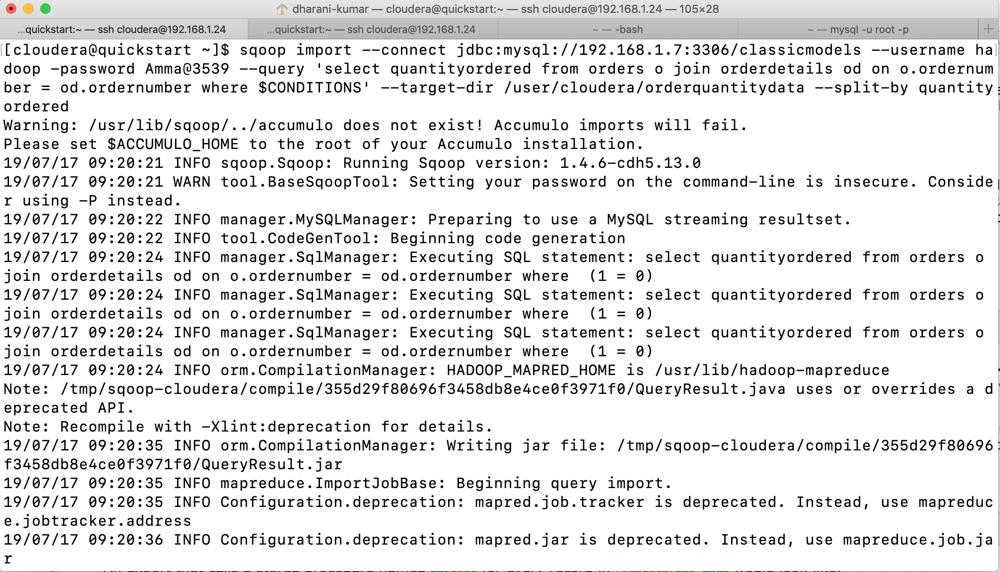 dharani-kumar — cloudera@quickstart:~ — ssh cloudera@192.168.1.24 — 105×28
...quickstart:~ — ssh cloudera@192.168.1.24
...quickstart:~ — ssh cloudera@192.168.1.24
~ — -bash
~ — mysql -u root -p
[[cloudera@quickstart ~]$ sqoop import --connect jdbc:mysql://192.168.1.7:3306/classicmodels --username ha]
doop -password Amma@3539 --query 'select quantityordered from orders o join orderdetails od on o.ordernum
ber = od.ordernumber where $CONDITIONS' --target-dir /user/cloudera/orderquantitydata --split-by quantity
ordered
Warning: /usr/lib/sqoop/../accumulo does not exist! Accumulo imports will fail.
Please set $ACCUMULO_HOME to the root of your Accumulo installation.
19/07/17 09:20:21 INFO sqoop.Sqoop: Running Sqoop version: 1.4.6-cdh5.13.0
19/07/17 09:20:21 WARN tool.BaseSqoopTool: Setting your password on the command-line is insecure. Conside
r using -P instead.
19/07/17 09:20:22 INFO manager.MySQLManager: Preparing to use a MySQL streaming resultset.
19/07/17 09:20:22 INFO tool.CodeGenTool: Beginning code generation
19/07/17 09:20:24 INFO manager.SqlManager: Executing SQL statement: select quantityordered from orders o
join orderdetails od on o.ordernumber = od.ordernumber where  (1 = 0)
19/07/17 09:20:24 INFO manager.SqlManager: Executing SQL statement: select quantityordered from orders o
join orderdetails od on o.ordernumber = od.ordernumber where  (1 = 0)
19/07/17 09:20:24 INFO manager.SqlManager: Executing SQL statement: select quantityordered from orders o
join orderdetails od on o.ordernumber = od.ordernumber where  (1 = 0)
19/07/17 09:20:24 INFO orm.CompilationManager: HADOOP_MAPRED_HOME is /usr/lib/hadoop-mapreduce
Note: /tmp/sqoop-cloudera/compile/355d29f80696f3458db8e4ce0f3971f0/QueryResult.java uses or overrides a d
eprecated API.
Note: Recompile with -Xlint:deprecation for details.
19/07/17 09:20:35 INFO orm.CompilationManager: Writing jar file: /tmp/sqoop-cloudera/compile/355d29f80696
f3458db8e4ce0f3971f0/QueryResult.jar
19/07/17 09:20:35 INFO mapreduce.ImportJobBase: Beginning query import.
19/07/17 09:20:35 INFO Configuration.deprecation: mapred.job.tracker is deprecated. Instead, use mapreduc
e.jobtracker.address
19/07/17 09:20:36 INFO Configuration.deprecation: mapred.jar is deprecated. Instead, use mapreduce.job.ja
r